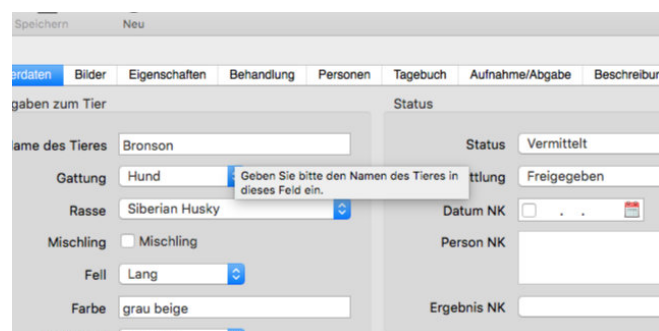 Speichern Neu
erdaten Bilder Eigenschaften Behandlung Personen Tagebuch Aufnahme/Abgabe Beschreibun
gaben zum Tier
Status
ame des Tieres Bronson
Status Vermittelt
Gattung Hund
Geben Sie bitte den Namen des Tieres in
dieses Feld ein.
ttlung Freigegeben
Rasse Siberian Husky
Datum NK . .
Mischling Mischling
Person NK
Fell Lang
Farbe grau beige
Ergebnis NK